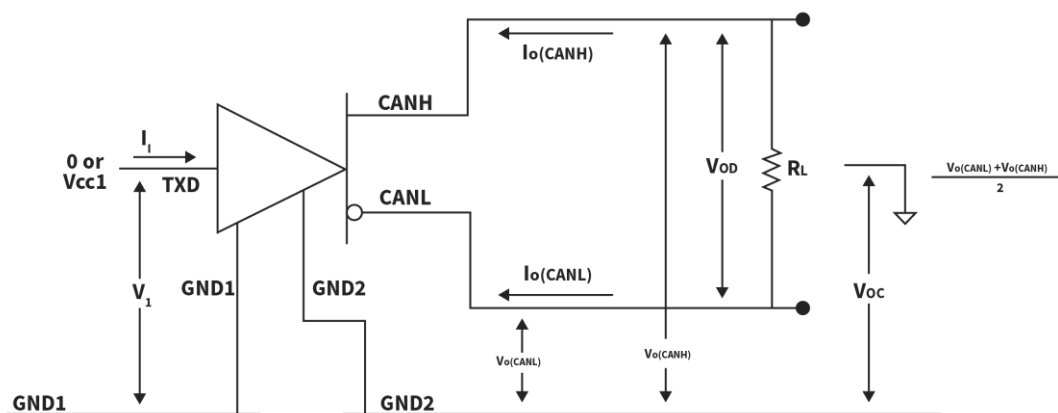 Io(CANH)
CANH
II
0 or
Vcc1
TXD
VOD
RL
Vo(CANL) +Vo(CANH)
2
CANL
Io(CANL)
GND1
GND2
V1
VOC
Vo(CANL)
Vo(CANH)
GND1
GND2